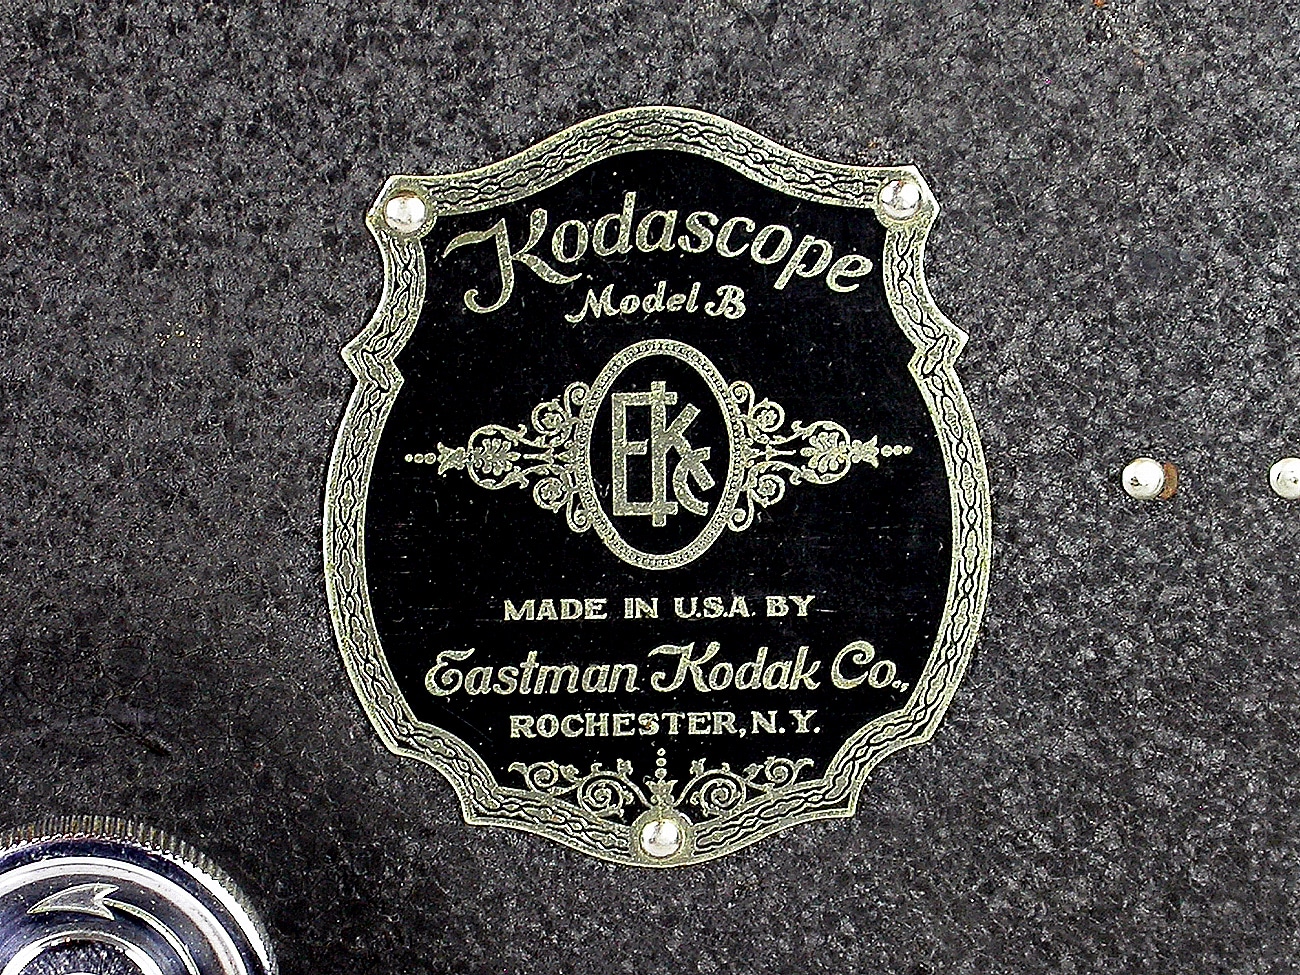 Kodascope
Model B
EKC
MADE IN U.S.A. BY
Eastman Kodak Co.,
ROCHESTER, N.Y.